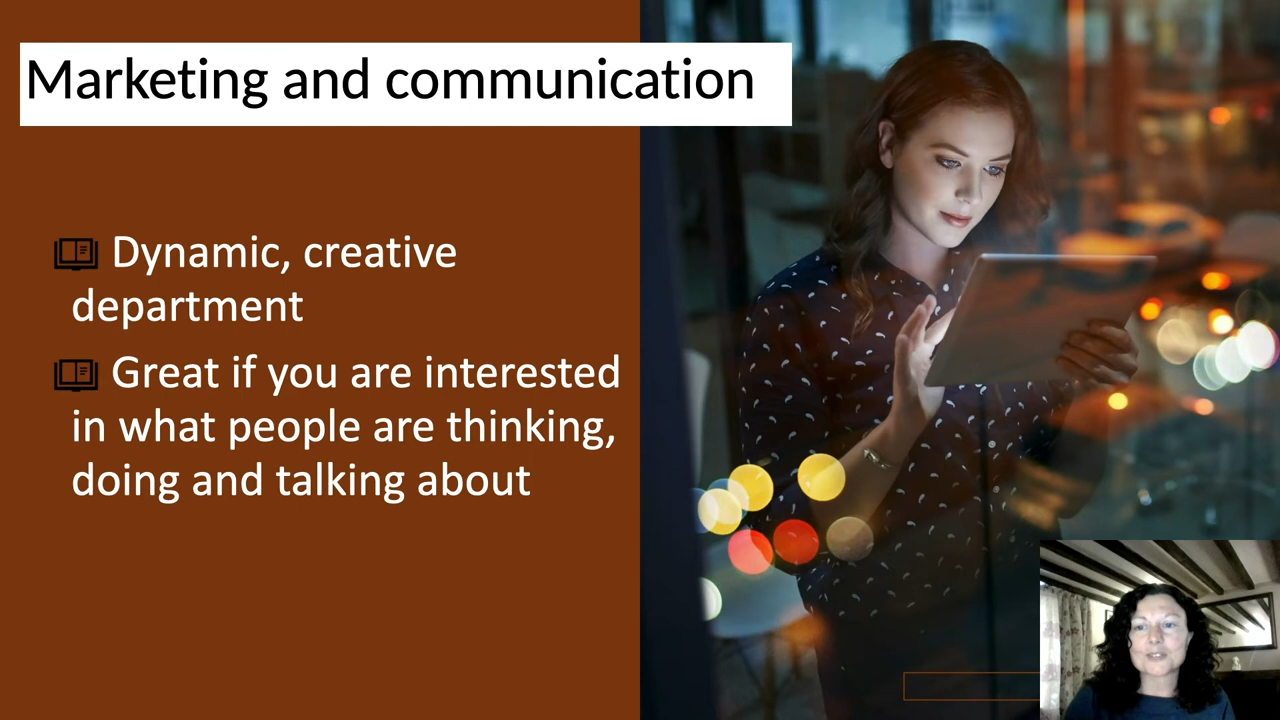 Marketing and communication
Dynamic, creative
department
Great if you are interested
in what people are thinking,
doing and talking about